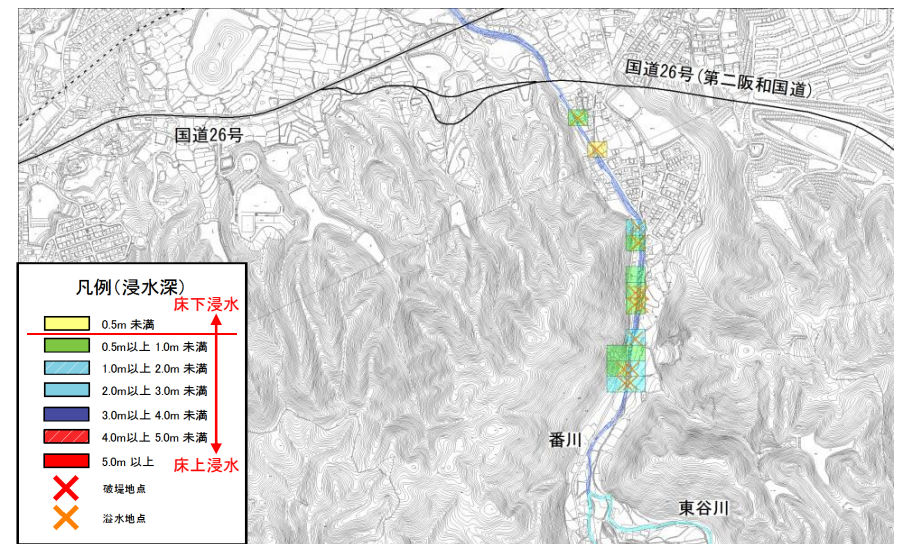 国道26号(第二阪和国道)
国道26号
凡例(浸水深)
床下浸水
0.5m 未満
0.5m以上 1.0m 未満
1.0m以上 2.0m 未満
2.0m以上 3.0m 未満
3.0m以上 4.0m 未満
4.0m以上 5.0m 未満
5.0m 以上
床上浸水
破堤地点
溢水地点
番川
東谷川